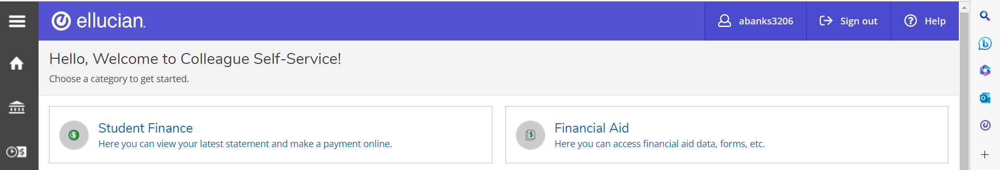 ellucian.
abanks3206
Sign out
Help
Hello, Welcome to Colleague Self-Service!
Choose a category to get started.
Student Finance
Here you can view your latest statement and make a payment online.
Financial Aid
Here you can access financial aid data, forms, etc.